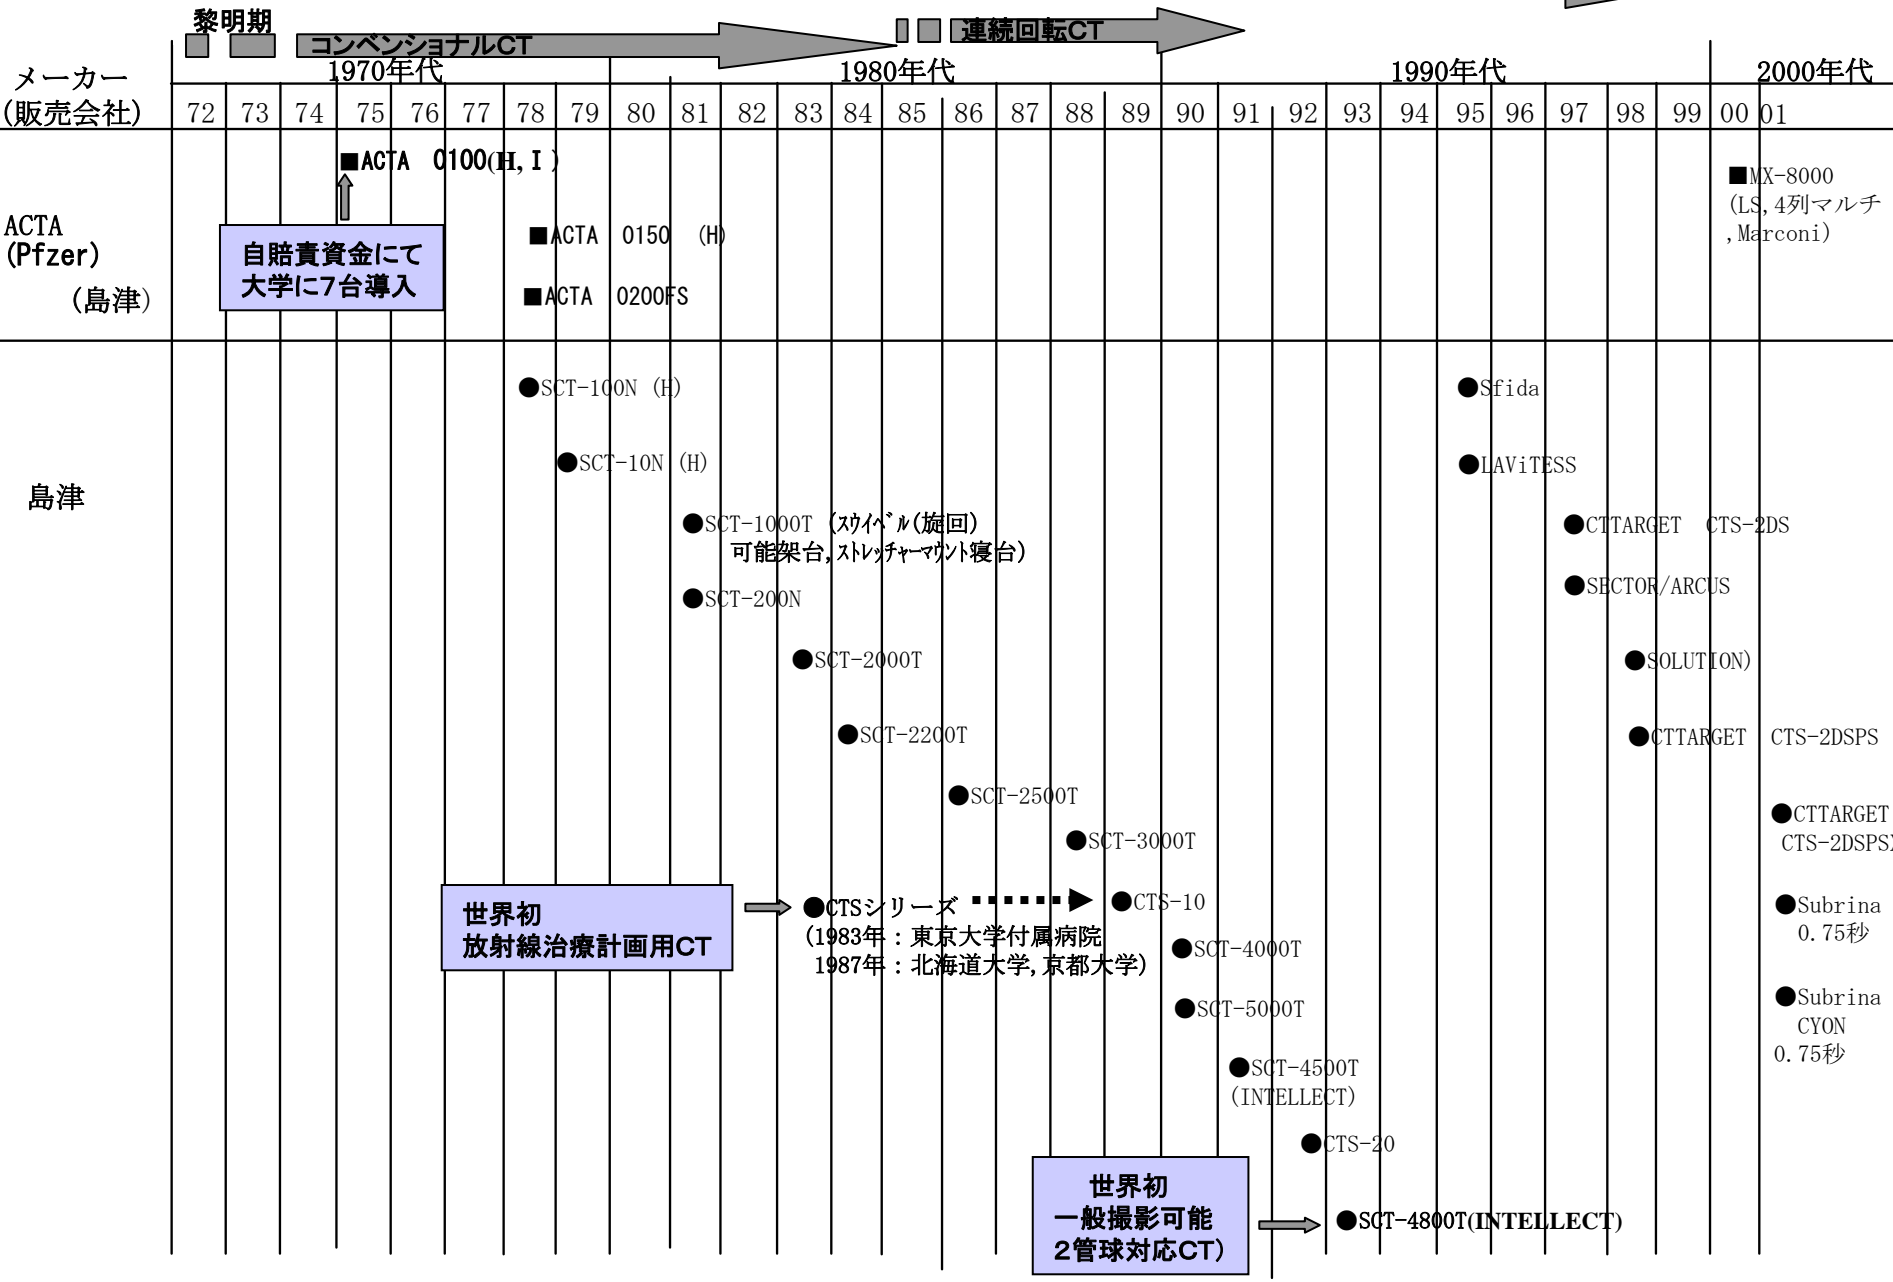 黎明期
コンベンショナルCT
連続回転CT
メーカー
(販売会社)
1970年代
1980年代
1990年代
2000年代
72 73 74 75 76 77 78 79 80 81 82 83 84 85 86 87 88 89 90 91 92 93 94 95 96 97 98 99 00 01
ACTA
(Pfzer)
(島津)
■ACTA 0100(H,I)
自賠責資金にて
大学に7台導入
■ACTA 0150 (H)
■ACTA 0200FS
■MX-8000
(LS,4列マルチ
,Marconi)
島津
●SCT-100N (H)
●Sfida
●SCT-10N (H)
●LAViTESS
●SCT-1000T (スウイベル(旋回)
可能架台,ストレッチャーマウント寝台)
●CTTARGET CTS-2DS
●SCT-200N
●SECTOR/ARCUS
●SCT-2000T
●SOLUTION)
●SCT-2200T
●CTTARGET CTS-2DSPS
●SCT-2500T
●SCT-3000T
●CTTARGET
CTS-2DSPSX
世界初
放射線治療計画用CT
●CTSシリーズ
(1983年：東京大学付属病院
1987年：北海道大学,京都大学)
●CTS-10
●Subrina
0.75秒
●SCT-4000T
●SCT-5000T
●Subrina
CYON
0.75秒
●SCT-4500T
(INTELLECT)
●CTS-20
世界初
一般撮影可能
２管球対応CT)
●SCT-4800T(INTELLECT)